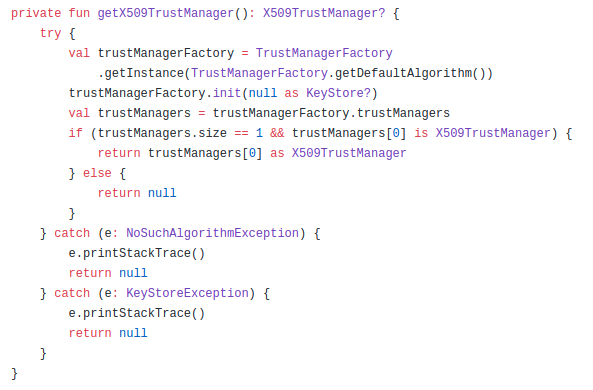 private fun getX509TrustManager(): X509TrustManager? {
    try {
        val trustManagerFactory = TrustManagerFactory
            .getInstance(TrustManagerFactory.getDefaultAlgorithm())
        trustManagerFactory.init(null as KeyStore?)
        val trustManagers = trustManagerFactory.trustManagers
        if (trustManagers.size == 1 && trustManagers[0] is X509TrustManager) {
            return trustManagers[0] as X509TrustManager
        } else {
            return null
        }
    } catch (e: NoSuchAlgorithmException) {
        e.printStackTrace()
        return null
    } catch (e: KeyStoreException) {
        e.printStackTrace()
        return null
    }
}